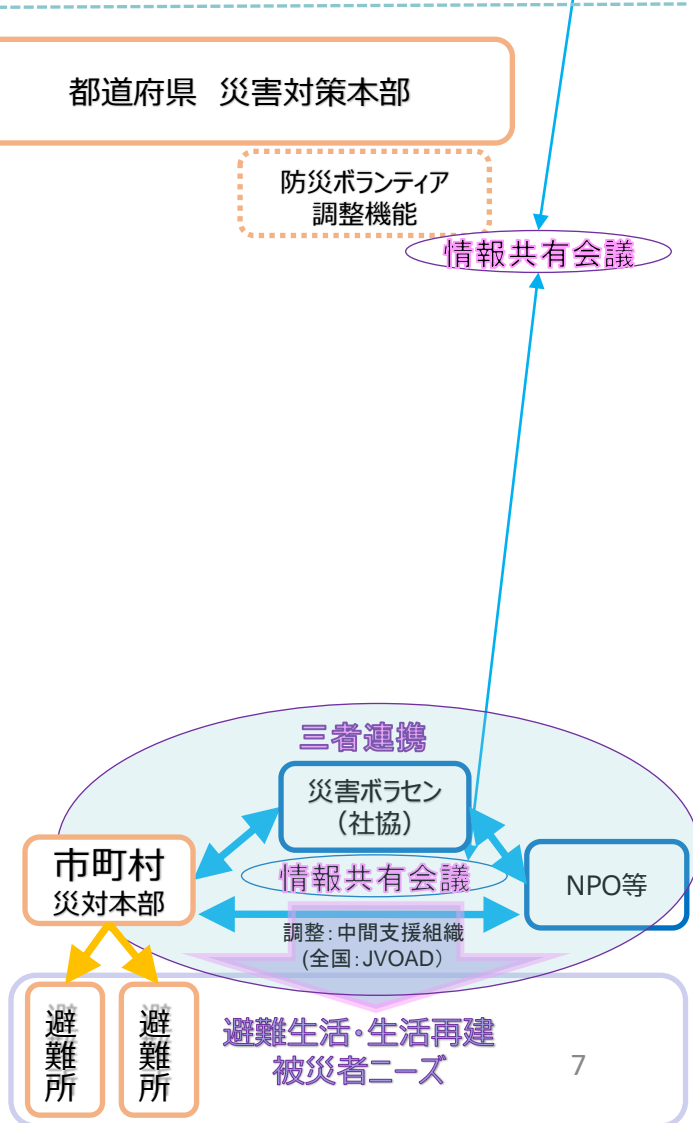 都道府県 災害対策本部
防災ボランティア
調整機能
情報共有会議
三者連携
災害ボラセン
（社協）
市町村
災対本部
情報共有会議
NPO等
調整：中間支援組織
(全国：JVOAD）
避難所
避難所
避難生活・生活再建
被災者ニーズ
7